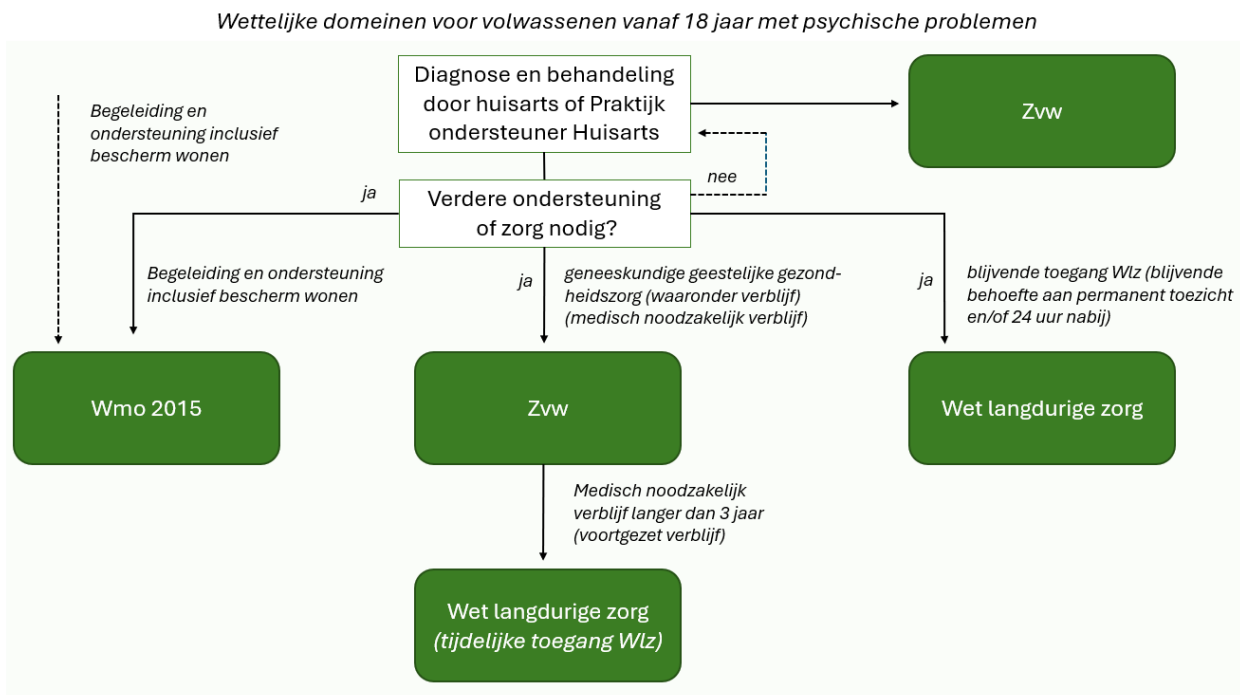 Wettelijke domeinen voor volwassenen vanaf 18 jaar met psychische problemen
Begeleiding en
ondersteuning inclusief
bescherm wonen
Diagnose en behandeling
door huisarts of Praktijk
ondersteuner Huisarts
Zvw
nee
ja
Verdere ondersteuning
of zorg nodig?
Begeleiding en ondersteuning
inclusief bescherm wonen
ja
geneeskundige geestelijke gezond-
heidszorg (waaronder verblijf)
(medisch noodzakelijk verblijf)
ja
blijvende toegang Wlz (blijvende
behoefte aan permanent toezicht
en/of 24 uur nabij)
Wmo 2015
Zvw
Wet langdurige zorg
Medisch noodzakelijk
verblijf langer dan 3 jaar
(voortgezet verblijf)
Wet langdurige zorg
(tijdelijke toegang Wlz)